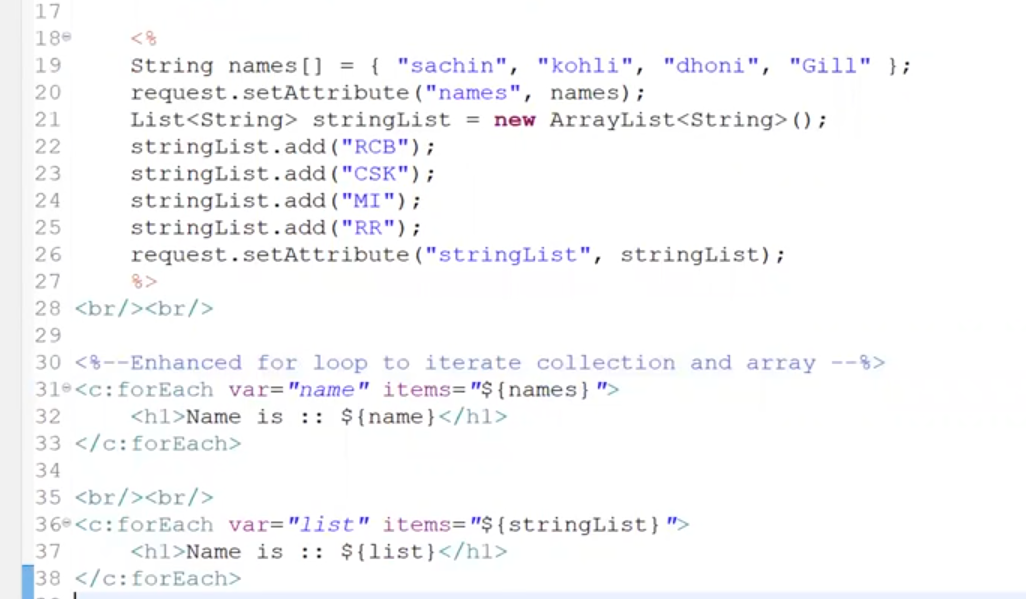 17
18 <%
19 String names[] = { "sachin", "kohli", "dhoni", "Gill" };
20 request.setAttribute("names", names);
21 List<String> stringList = new ArrayList<String>();
22 stringList.add("RCB");
23 stringList.add("CSK");
24 stringList.add("MI");
25 stringList.add("RR");
26 request.setAttribute("stringList", stringList);
27 %>
28 <br/><br/>
29
30 <%--Enhanced for loop to iterate collection and array --%>
31 <c:forEach var="name" items="${names}">
32 <h1>Name is :: ${name}</h1>
33 </c:forEach>
34
35 <br/><br/>
36 <c:forEach var="list" items="${stringList}">
37 <h1>Name is :: ${list}</h1>
38 </c:forEach>